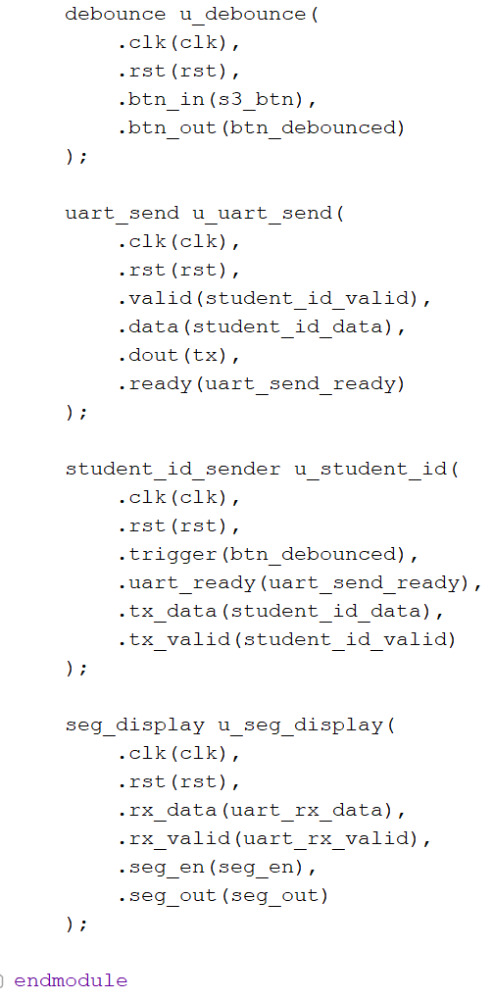 debounce u_debounce(
.clk(clk),
.rst(rst),
.btn_in(s3_btn),
.btn_out(btn_debounced)
);
uart_send u_uart_send(
.clk(clk),
.rst(rst),
.valid(student_id_valid),
.data(student_id_data),
.dout(tx),
.ready(uart_send_ready)
);
student_id_sender u_student_id(
.clk(clk),
.rst(rst),
.trigger(btn_debounced),
.uart_ready(uart_send_ready),
.tx_data(student_id_data),
.tx_valid(student_id_valid)
);
seg_display u_seg_display(
.clk(clk),
.rst(rst),
.rx_data(uart_rx_data),
.rx_valid(uart_rx_valid),
.seg_en(seg_en),
.seg_out(seg_out)
);
endmodule